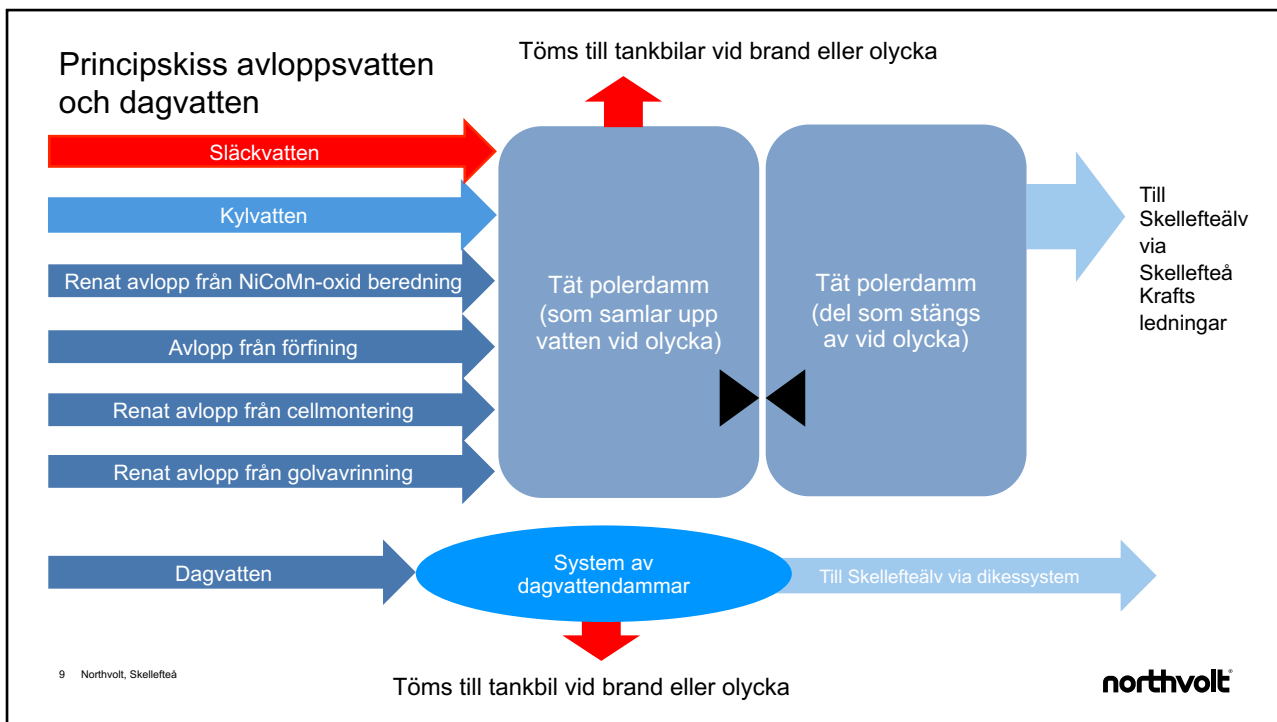 Principskiss avloppsvatten
och dagvatten
Töms till tankbilar vid brand eller olycka
Släckvatten
Kylvatten
Renat avlopp från NiCoMn-oxid beredning
Avlopp från förfining
Renat avlopp från cellmontering
Renat avlopp från golvavrinning
Tät polerdamm
(som samlar upp
vatten vid olycka)
Tät polerdamm
(del som stängs
av vid olycka)
Till
Skellefteälv
via
Skellefteå
Krafts
ledningar
Dagvatten
System av
dagvattendammar
Till Skellefteälv via dikessystem
Töms till tankbil vid brand eller olycka
9 Northvolt, Skellefteå
northvolt